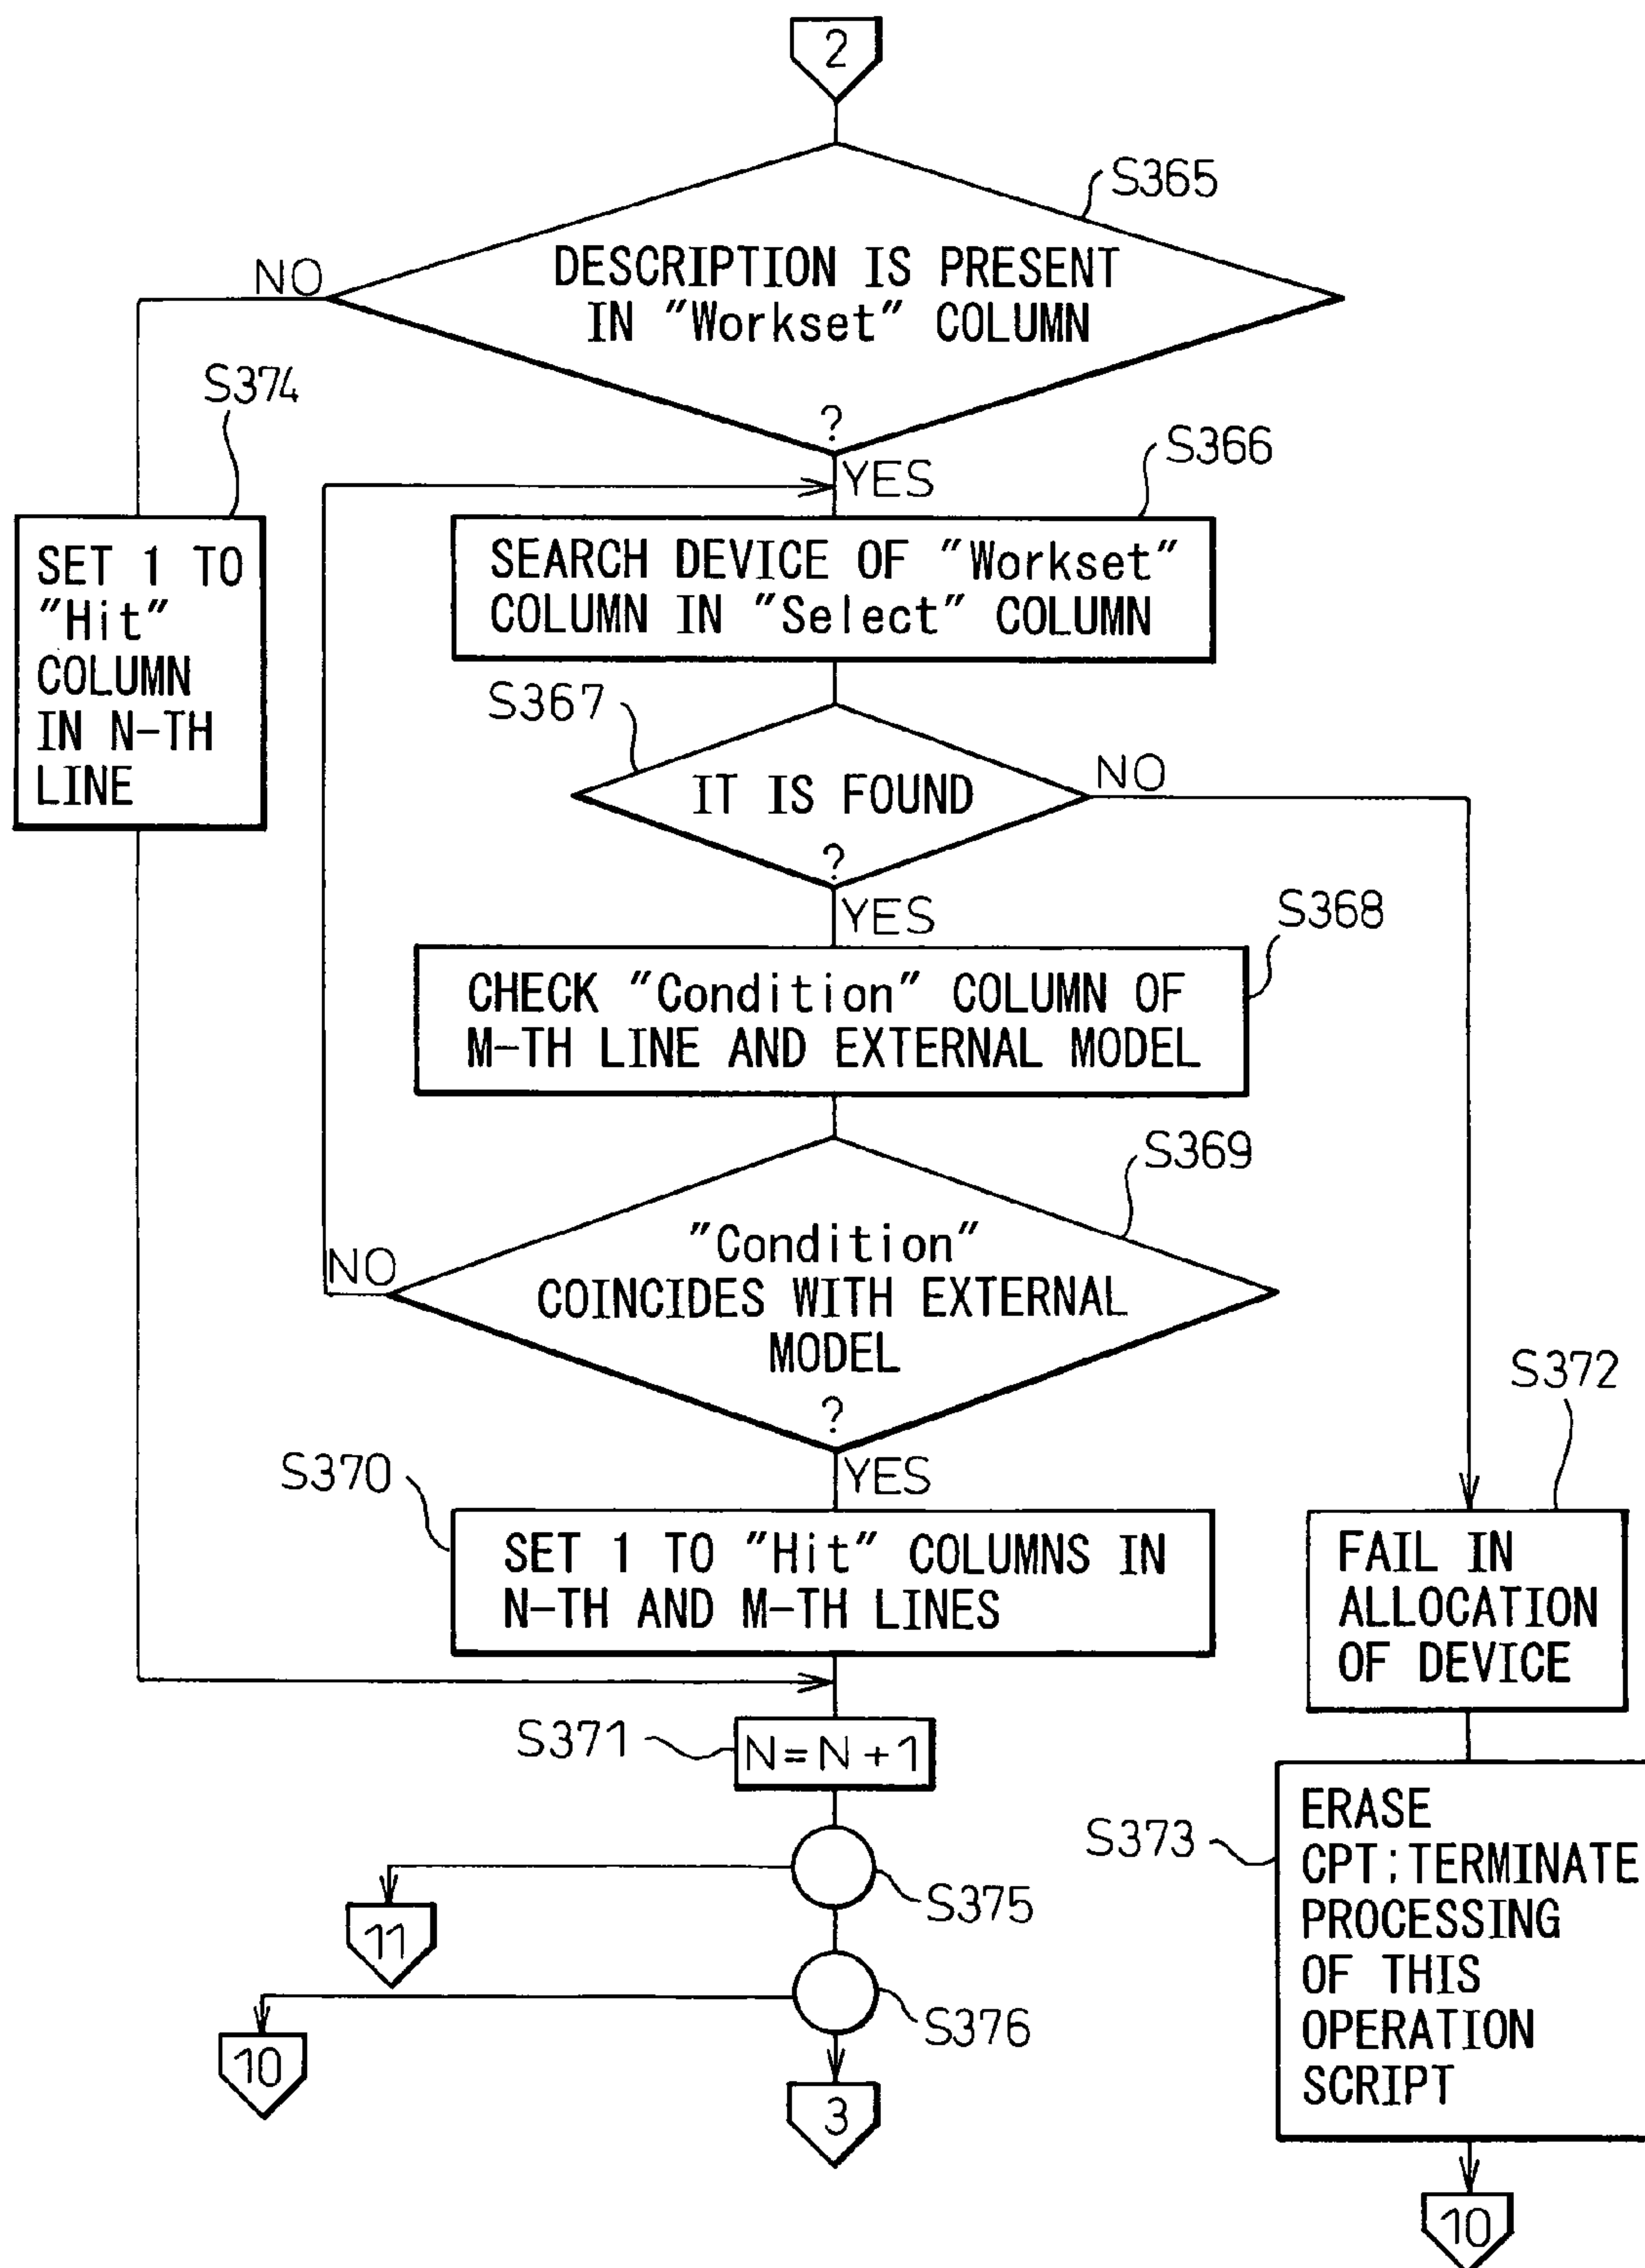 2
S365
DESCRIPTION IS PRESENT
IN "Workset" COLUMN
?
NO
YES
S374
SET 1 TO
"Hit"
COLUMN
IN N-TH
LINE
S366
SEARCH DEVICE OF "Workset"
COLUMN IN "Select" COLUMN
S367
IT IS FOUND
?
NO
YES
S368
CHECK "Condition" COLUMN OF
M-TH LINE AND EXTERNAL MODEL
S369
"Condition"
COINCIDES WITH EXTERNAL
MODEL
?
NO
YES
S370
SET 1 TO "Hit" COLUMNS IN
N-TH AND M-TH LINES
S372
FAIL IN
ALLOCATION
OF DEVICE
S371
N=N+1
S373
ERASE
CPT;TERMINATE
PROCESSING
OF THIS
OPERATION
SCRIPT
S375
11
S376
10
3
10